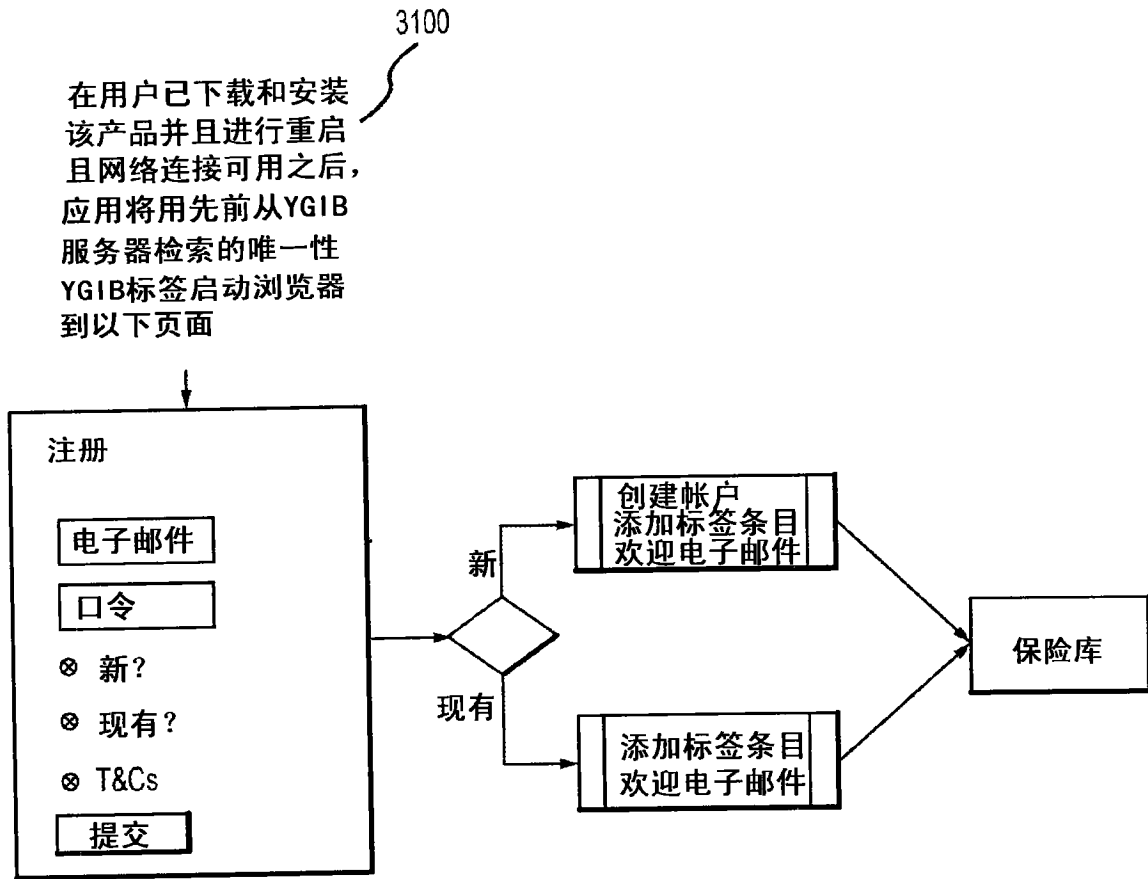 3100
在用户已下载和安装
该产品并且进行重启
且网络连接可用之后，
应用将用先前从YGIB
服务器检索的唯一性
YGIB标签启动浏览器
到以下页面
注册
电子邮件
口令
新？
现有？
T&Cs
提交
新
现有
创建帐户
添加标签条目
欢迎电子邮件
添加标签条目
欢迎电子邮件
保险库